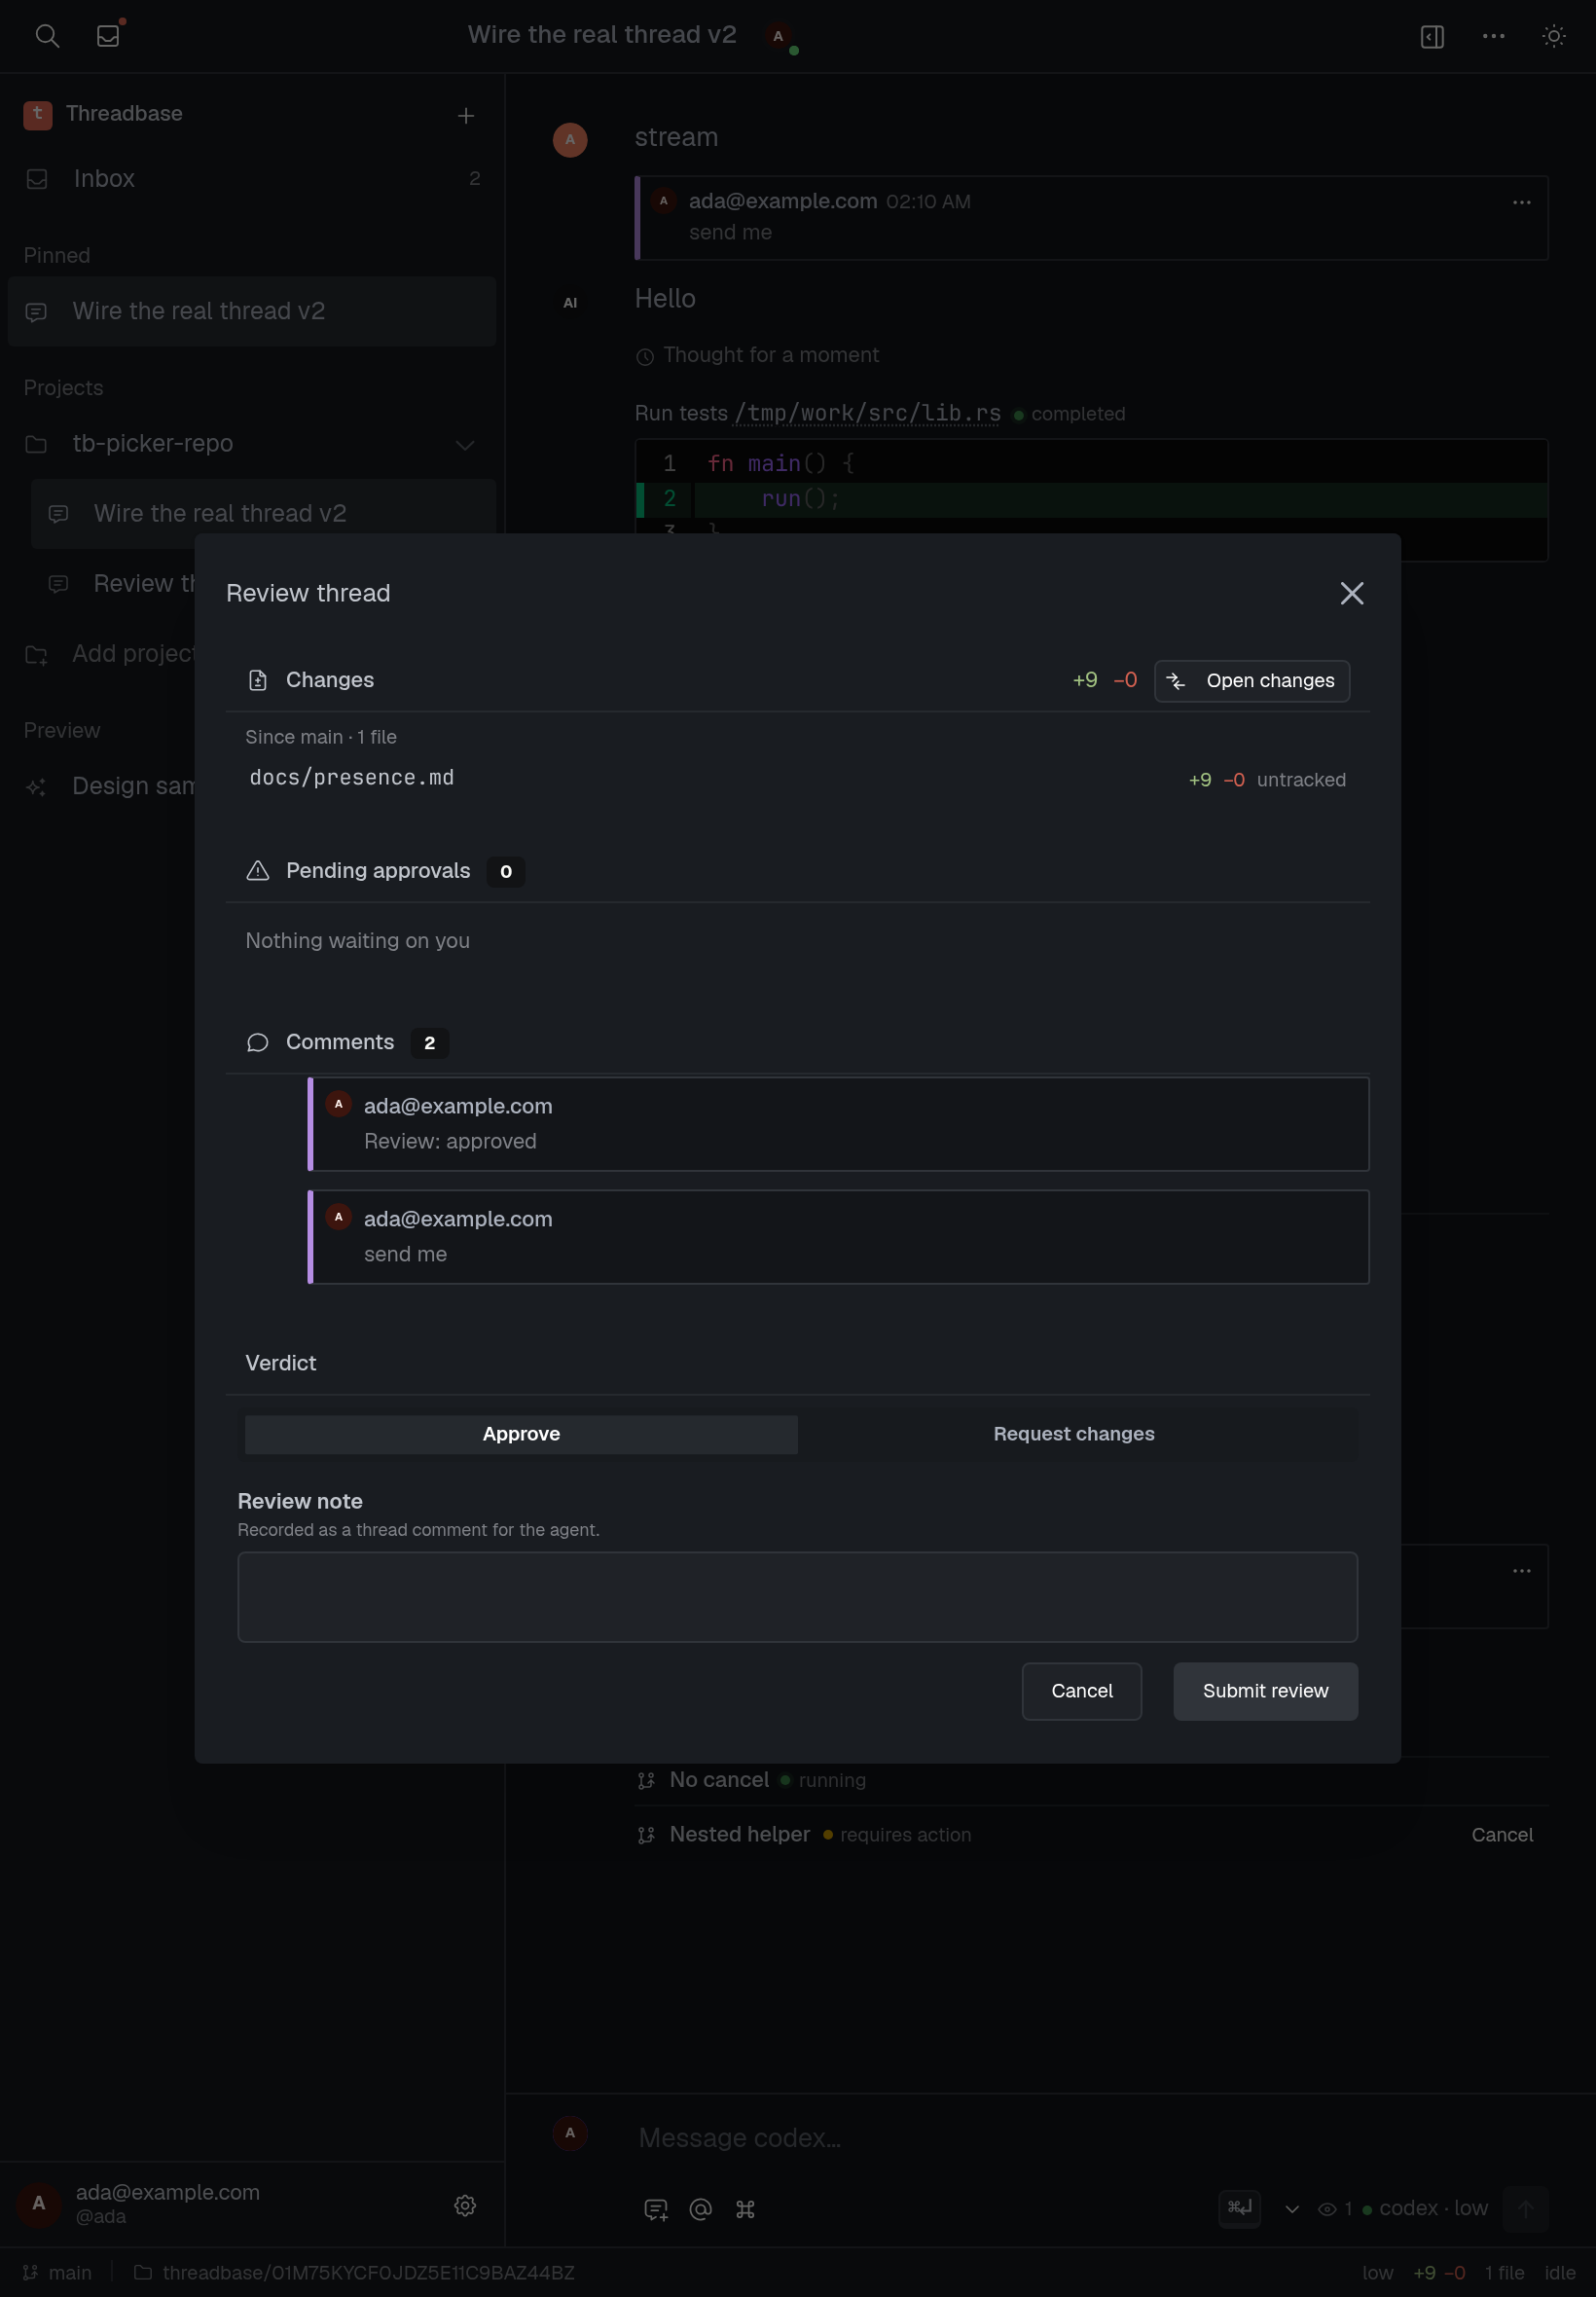 Wire the real thread v2
A
t
Threadbase
Inbox
2
Pinned
Wire the real thread v2
Projects
tb-picker-repo
Wire the real thread v2
Review
Add project
Preview
Design
A
stream
A
ada@example.com 02:10 AM
send me
AI
Hello
Thought for a moment
Run tests /tmp/work/src/lib.rs completed
1 fn main() {
2 run();
3 }
Review thread
Changes
+9 −0
Open changes
Since main · 1 file
docs/presence.md
+9 −0 untracked
Pending approvals 0
Nothing waiting on you
Comments 2
A
ada@example.com
Review: approved
A
ada@example.com
send me
Verdict
Approve
Request changes
Review note
Recorded as a thread comment for the agent.
Cancel
Submit review
No cancel running
Nested helper requires action
Cancel
A
Message codex…
1 codex · low
A
ada@example.com
@ada
main
threadbase/01M75KYCF0JDZ5E11C9BAZ44BZ
low +9 −0 1 file idle